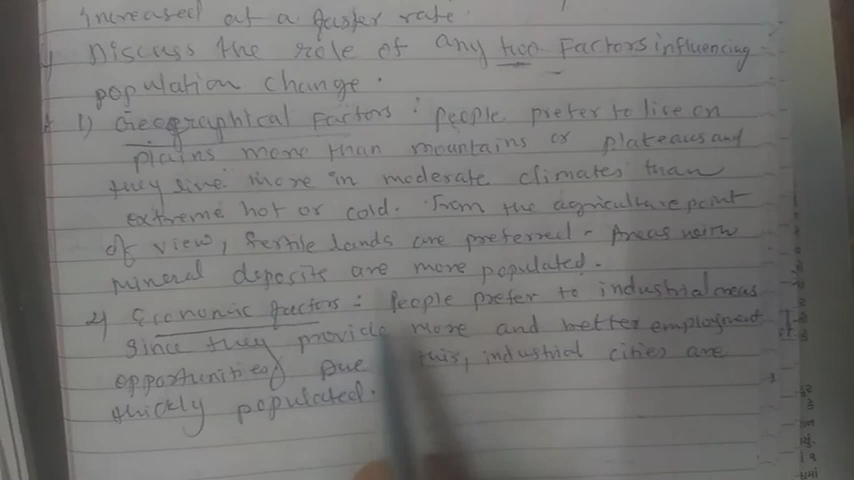 increased at a faster rate.
Discuss the role of any two Factors influencing
population change.
1) Geographical Factors : People prefer to live on
plains more than mountains or plateaus and
they live more in moderate climates than
extreme hot or cold. From the agriculture point
of view, fertile lands are preferred. Areas with
mineral deposite are more populated.
2) Economic factors : People prefer to industrial areas
since they provide more and better employment
opportunities Due this, industrial cities are
thickly populated.